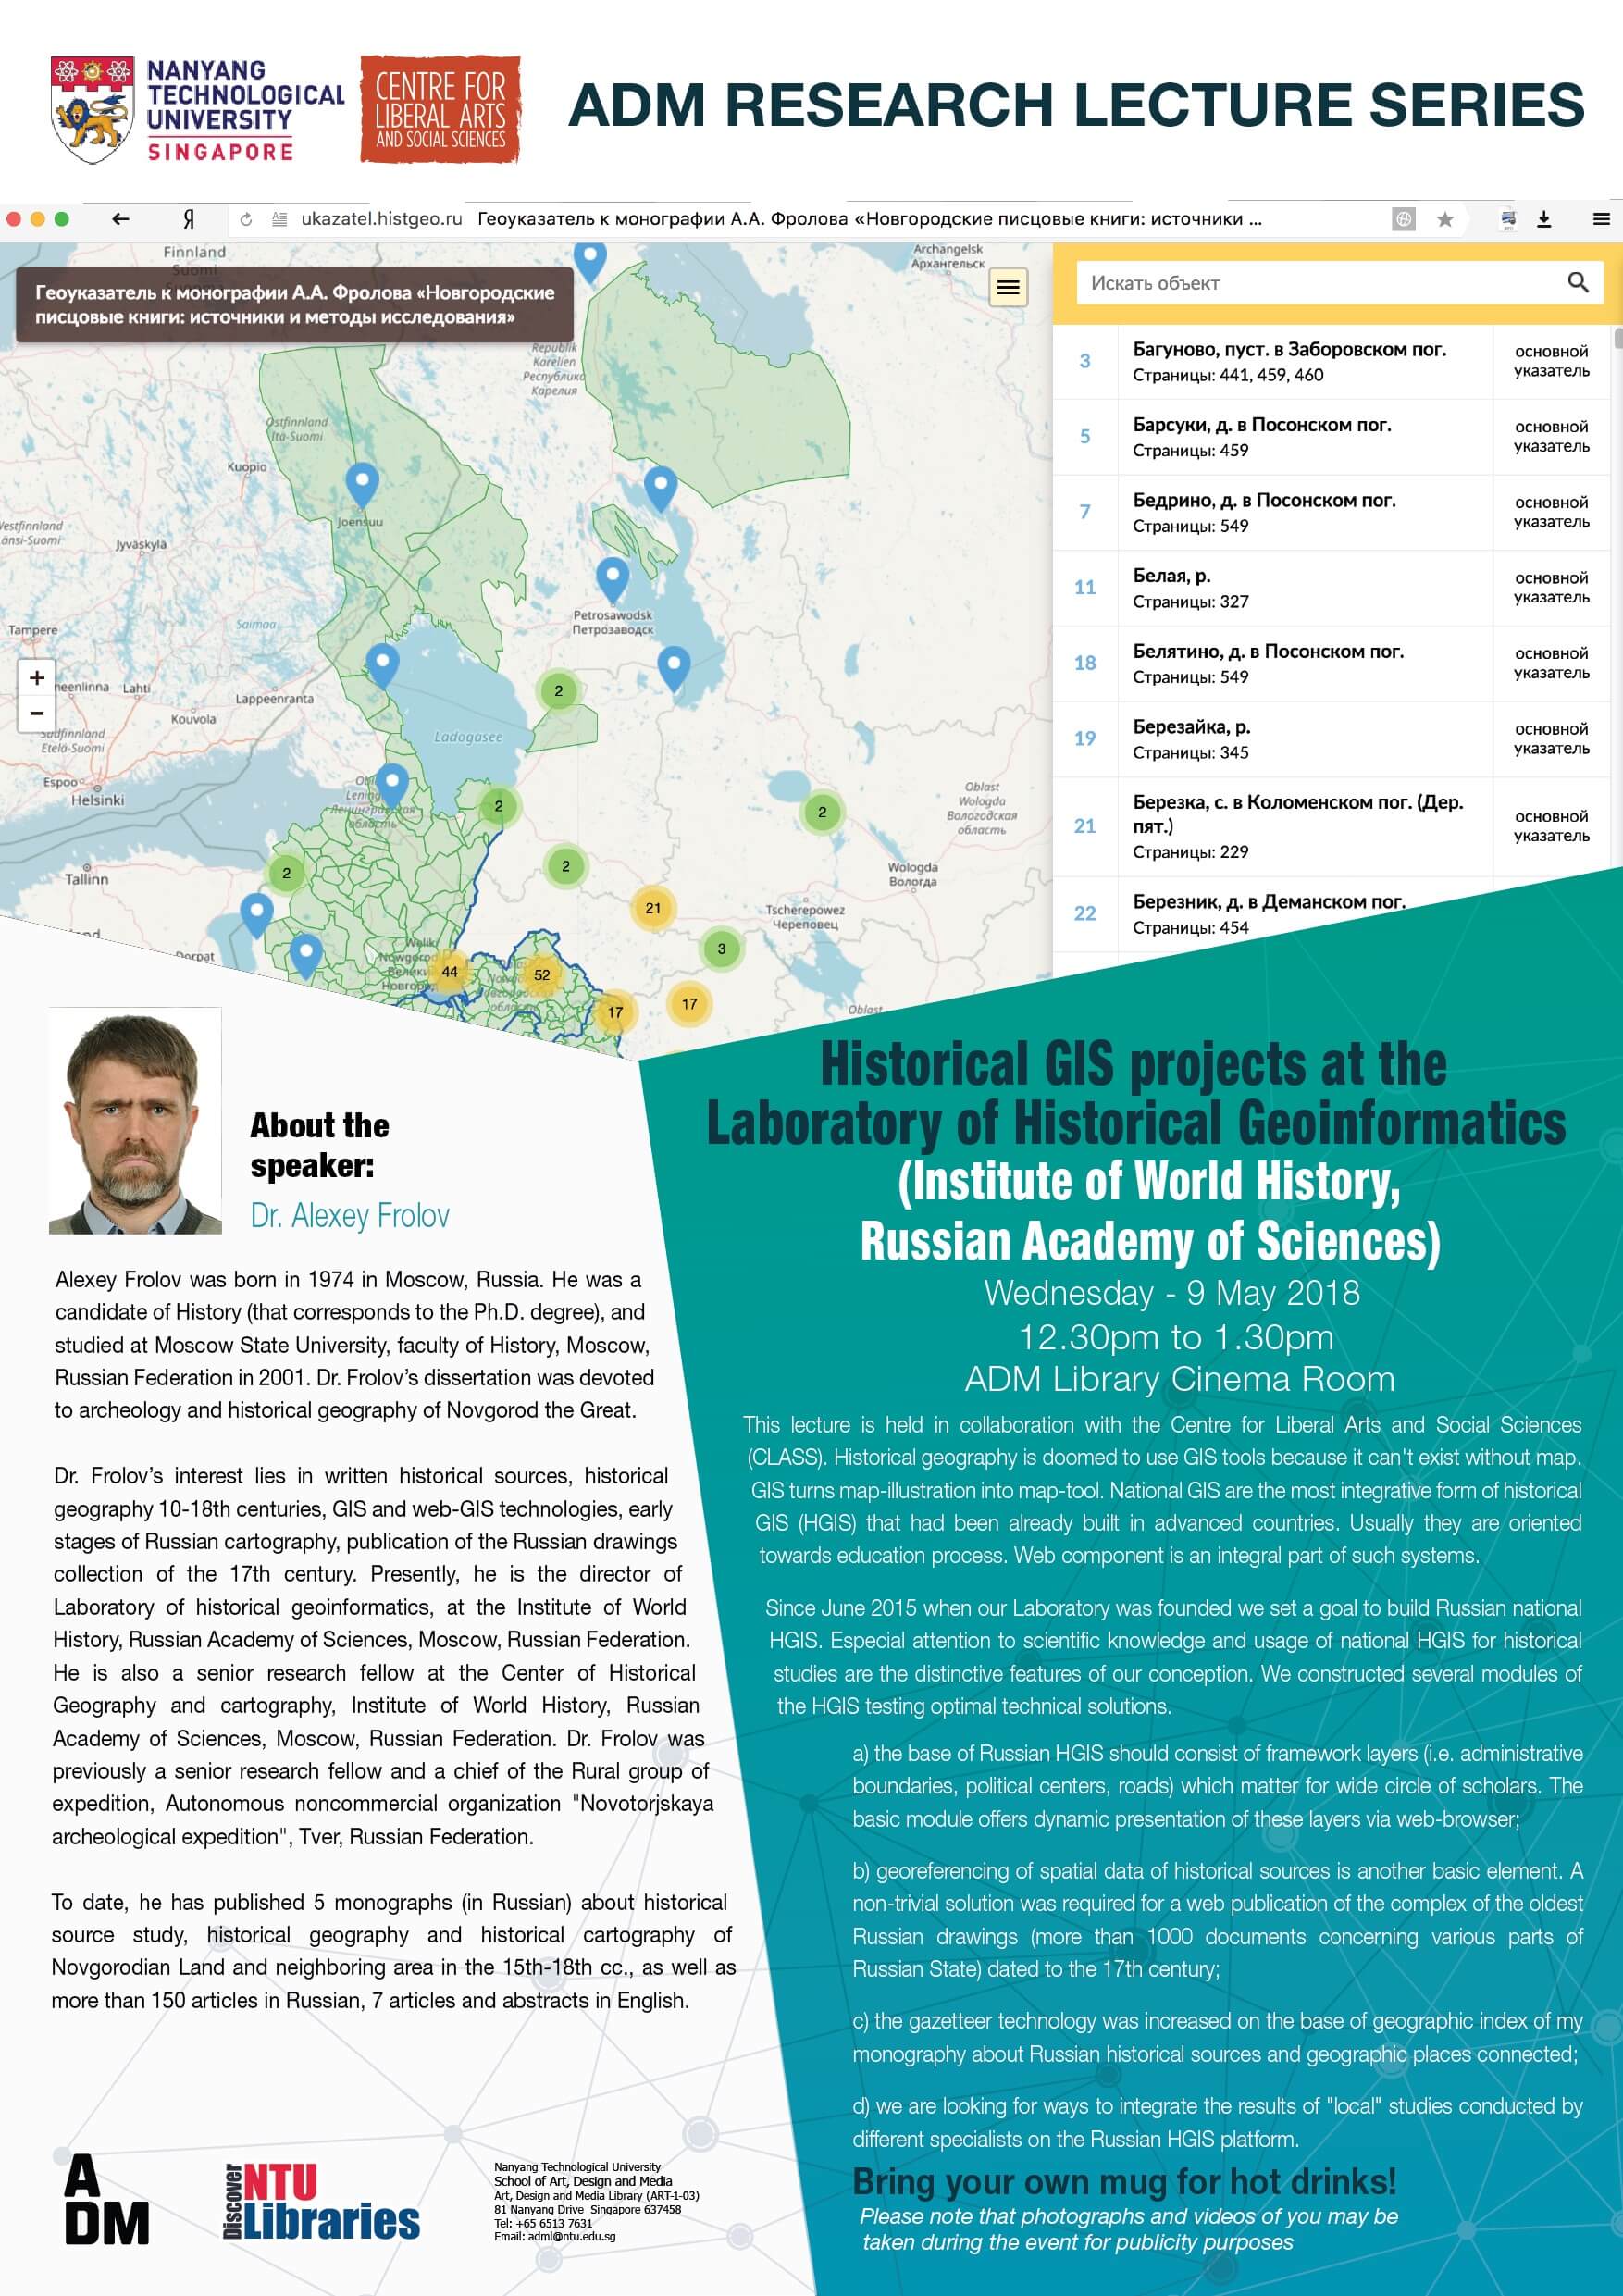 NANYANG
TECHNOLOGICAL
UNIVERSITY
SINGAPORE
CENTRE FOR
LIBERAL ARTS
AND SOCIAL SCIENCES
ADM RESEARCH LECTURE SERIES
ukazatel.histgeo.ru Геоуказатель к монографии А.А. Фролова «Новгородские писцовые книги: источники ...
Finnland
Suomi
Archangelsk
Архангельск
Геоуказатель к монографии А.А. Фролова «Новгородские
писцовые книги: источники и методы исследования»
Republik
Karelien
Республика
Карелия
Ostfinnland
Itä-Suomi
Kuopio
Joensuu
Westfinnland
änsi-Suomi
Jyväskylä
Petrosawodsk
Петрозаводск
Tampere
Saimaa
+
−
Lahti
Lappeenranta
Kouvola
Südfinnland
Etelä-Suomi
Ladogasee
2
Espoo
Helsinki
Ленинградская
область
2
2
Oblast
Wologda
Вологодская
область
Tallinn
2
2
Wologda
Вологда
21
Tscherepowez
Череповец
3
Dorpat
44
52
17
17
Oblast
Искать объект
3 Багуново, пуст. в Заборовском пог. основной
Страницы: 441, 459, 460 указатель
5 Барсуки, д. в Посонском пог. основной
Страницы: 459 указатель
7 Бедрино, д. в Посонском пог. основной
Страницы: 549 указатель
11 Белая, р. основной
Страницы: 327 указатель
18 Белятино, д. в Посонском пог. основной
Страницы: 549 указатель
19 Березайка, р. основной
Страницы: 345 указатель
21 Березка, с. в Коломенском пог. (Дер.
пят.) основной указатель
Страницы: 229
22 Березник, д. в Деманском пог.
Страницы: 454
About the
speaker:
Dr. Alexey Frolov
Alexey Frolov was born in 1974 in Moscow, Russia. He was a
candidate of History (that corresponds to the Ph.D. degree), and
studied at Moscow State University, faculty of History, Moscow,
Russian Federation in 2001. Dr. Frolov's dissertation was devoted
to archeology and historical geography of Novgorod the Great.
Dr. Frolov's interest lies in written historical sources, historical
geography 10-18th centuries, GIS and web-GIS technologies, early
stages of Russian cartography, publication of the Russian drawings
collection of the 17th century. Presently, he is the director of
Laboratory of historical geoinformatics, at the Institute of World
History, Russian Academy of Sciences, Moscow, Russian Federation.
He is also a senior research fellow at the Center of Historical
Geography and cartography, Institute of World History, Russian
Academy of Sciences, Moscow, Russian Federation. Dr. Frolov was
previously a senior research fellow and a chief of the Rural group of
expedition, Autonomous noncommercial organization "Novotorjskaya
archeological expedition", Tver, Russian Federation.
To date, he has published 5 monographs (in Russian) about historical
source study, historical geography and historical cartography of
Novgorodian Land and neighboring area in the 15th-18th cc., as well as
more than 150 articles in Russian, 7 articles and abstracts in English.
Historical GIS projects at the
Laboratory of Historical Geoinformatics
(Institute of World History,
Russian Academy of Sciences)
Wednesday - 9 May 2018
12.30pm to 1.30pm
ADM Library Cinema Room
This lecture is held in collaboration with the Centre for Liberal Arts and Social Sciences
(CLASS). Historical geography is doomed to use GIS tools because it can't exist without map.
GIS turns map-illustration into map-tool. National GIS are the most integrative form of historical
GIS (HGIS) that had been already built in advanced countries. Usually they are oriented
towards education process. Web component is an integral part of such systems.
Since June 2015 when our Laboratory was founded we set a goal to build Russian national
HGIS. Especial attention to scientific knowledge and usage of national HGIS for historical
studies are the distinctive features of our conception. We constructed several modules of
the HGIS testing optimal technical solutions.
a) the base of Russian HGIS should consist of framework layers (i.e. administrative
boundaries, political centers, roads) which matter for wide circle of scholars. The
basic module offers dynamic presentation of these layers via web-browser;
b) georeferencing of spatial data of historical sources is another basic element. A
non-trivial solution was required for a web publication of the complex of the oldest
Russian drawings (more than 1000 documents concerning various parts of
Russian State) dated to the 17th century;
c) the gazetteer technology was increased on the base of geographic index of my
monography about Russian historical sources and geographic places connected;
d) we are looking for ways to integrate the results of "local" studies conducted by
different specialists on the Russian HGIS platform.
Bring your own mug for hot drinks!
Please note that photographs and videos of you may be
taken during the event for publicity purposes
A
DM
Discover
NTU
Libraries
Nanyang Technological University
School of Art, Design and Media
Art, Design and Media Library (ART-1-03)
81 Nanyang Drive Singapore 637458
Tel: +65 6513 7631
Email: adml@ntu.edu.sg